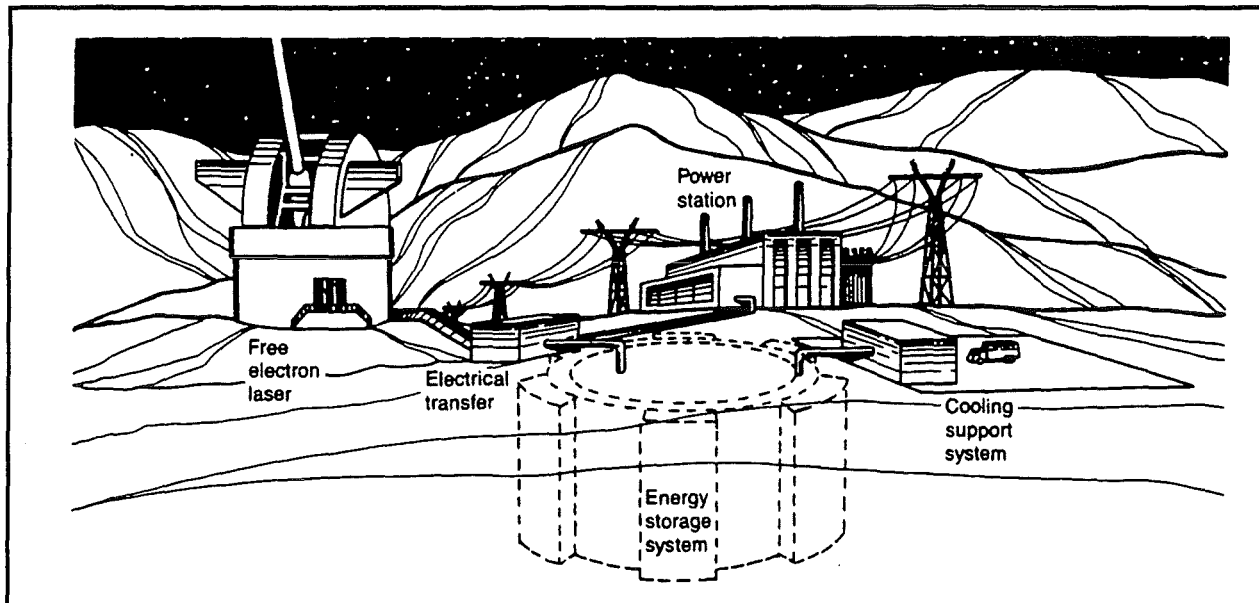 Power
station
Free
electron
laser
Electrical
transfer
Cooling
support
system
Energy
storage
system